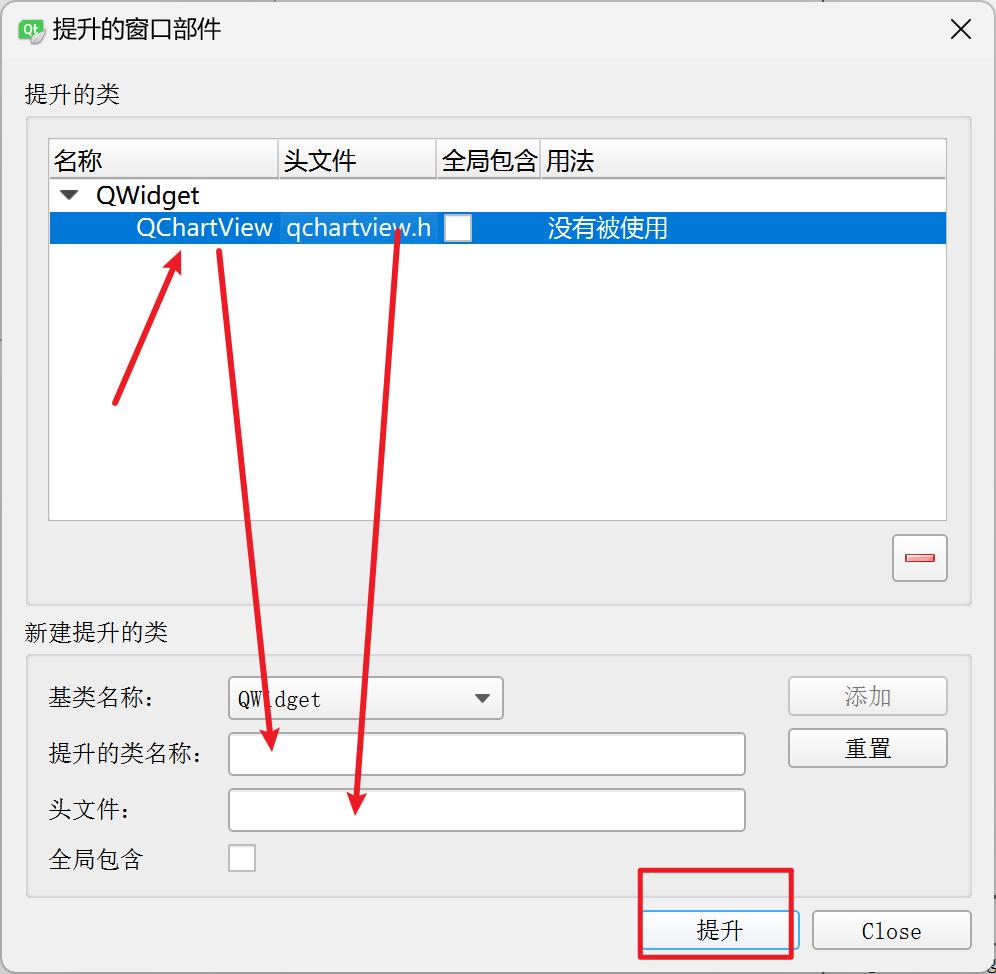 Qt 提升的窗口部件
提升的类
名称 头文件 全局包含 用法
QWidget
QChartView qchartview.h 没有被使用
新建提升的类
基类名称: QWidget 添加
提升的类名称: 重置
头文件:
全局包含
提升 Close